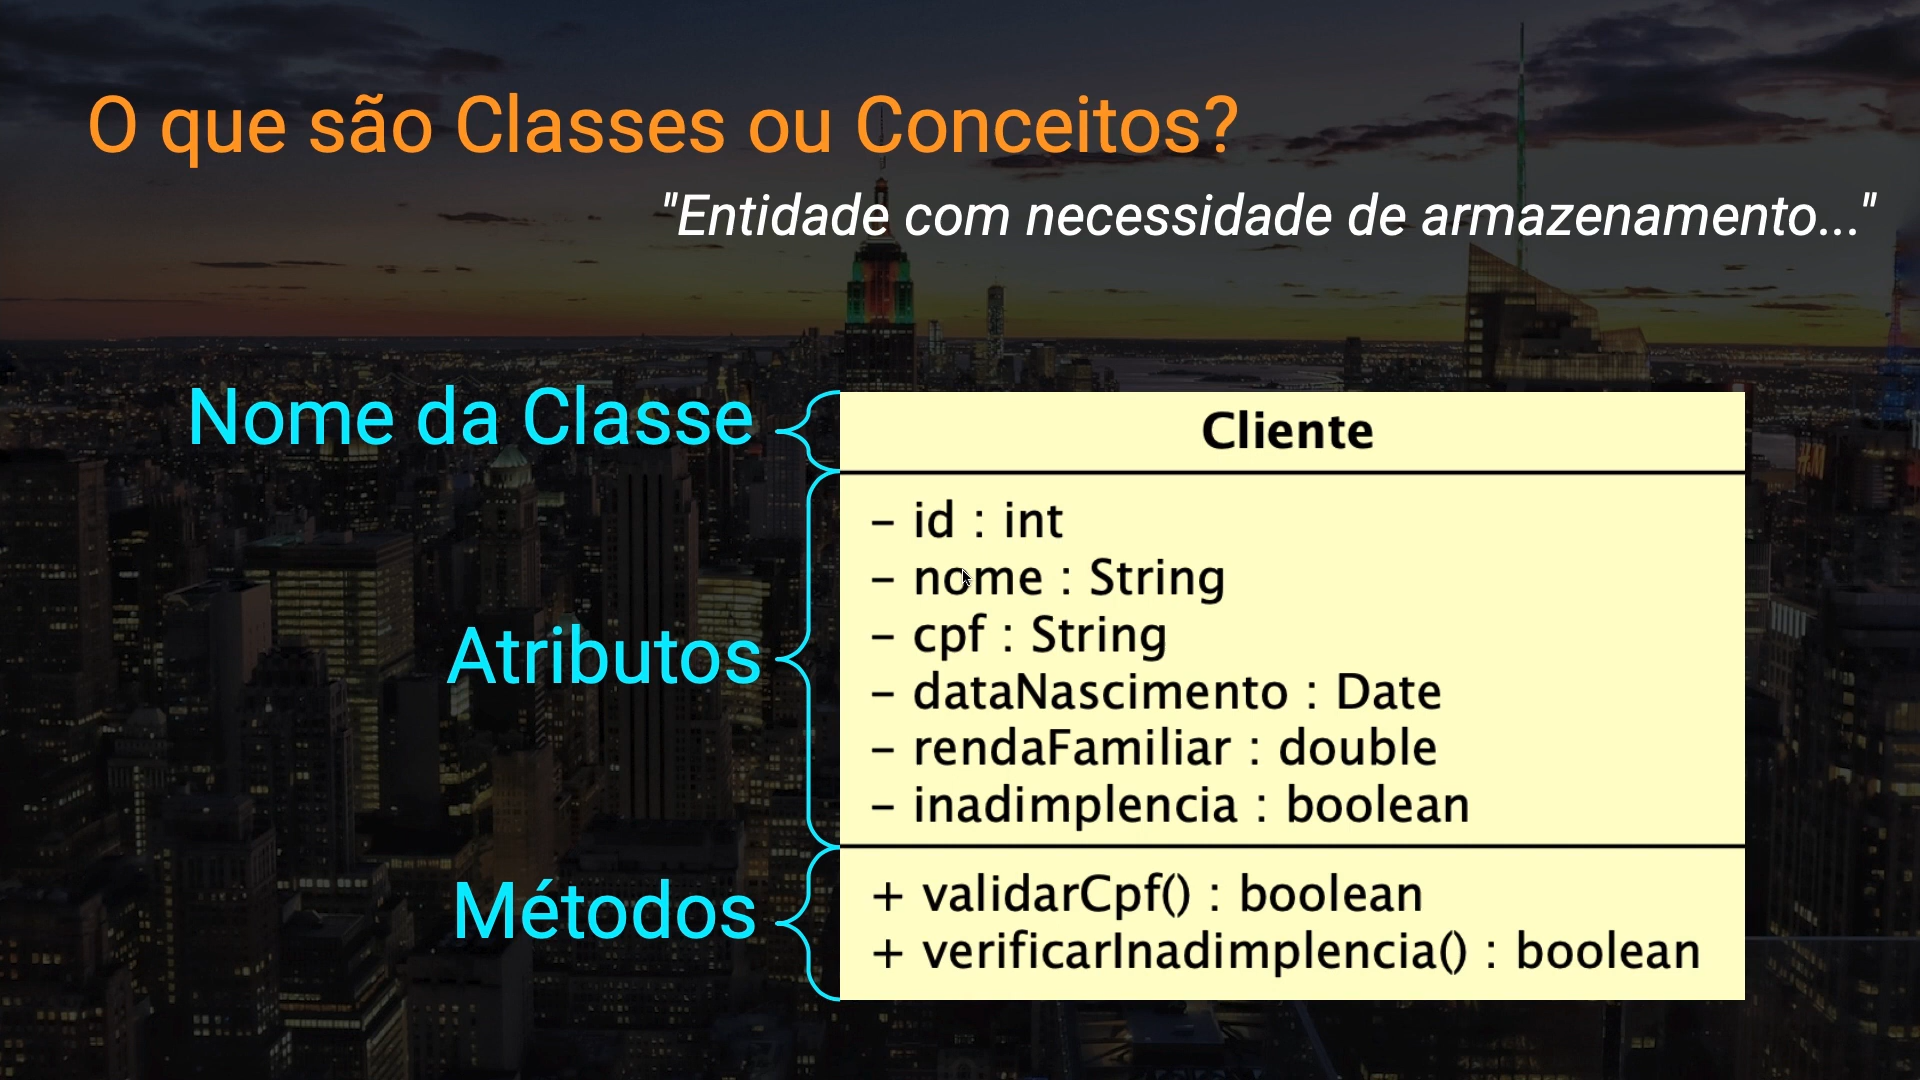 O que são Classes ou Conceitos?
"Entidade com necessidade de armazenamento..."
Nome da Classe
Cliente
Atributos
– id : int
– nome : String
– cpf : String
– dataNascimento : Date
– rendaFamiliar : double
– inadimplencia : boolean
Métodos
+ validarCpf() : boolean
+ verificarInadimplencia() : boolean